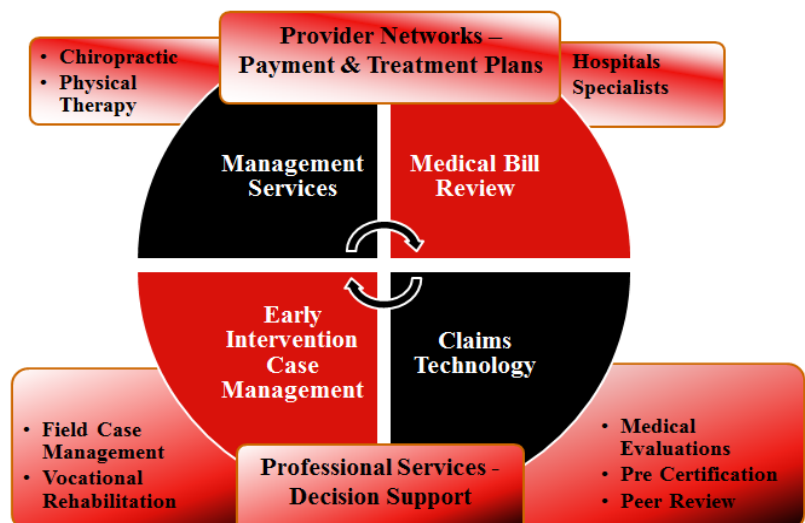 Provider Networks –
Payment & Treatment Plans
• Chiropractic
• Physical
Therapy
Hospitals
Specialists
Management
Services
Medical Bill
Review
Early
Intervention
Case
Management
Claims
Technology
• Field Case
Management
• Vocational
Rehabilitation
Professional Services -
Decision Support
• Medical
Evaluations
• Pre Certification
• Peer Review